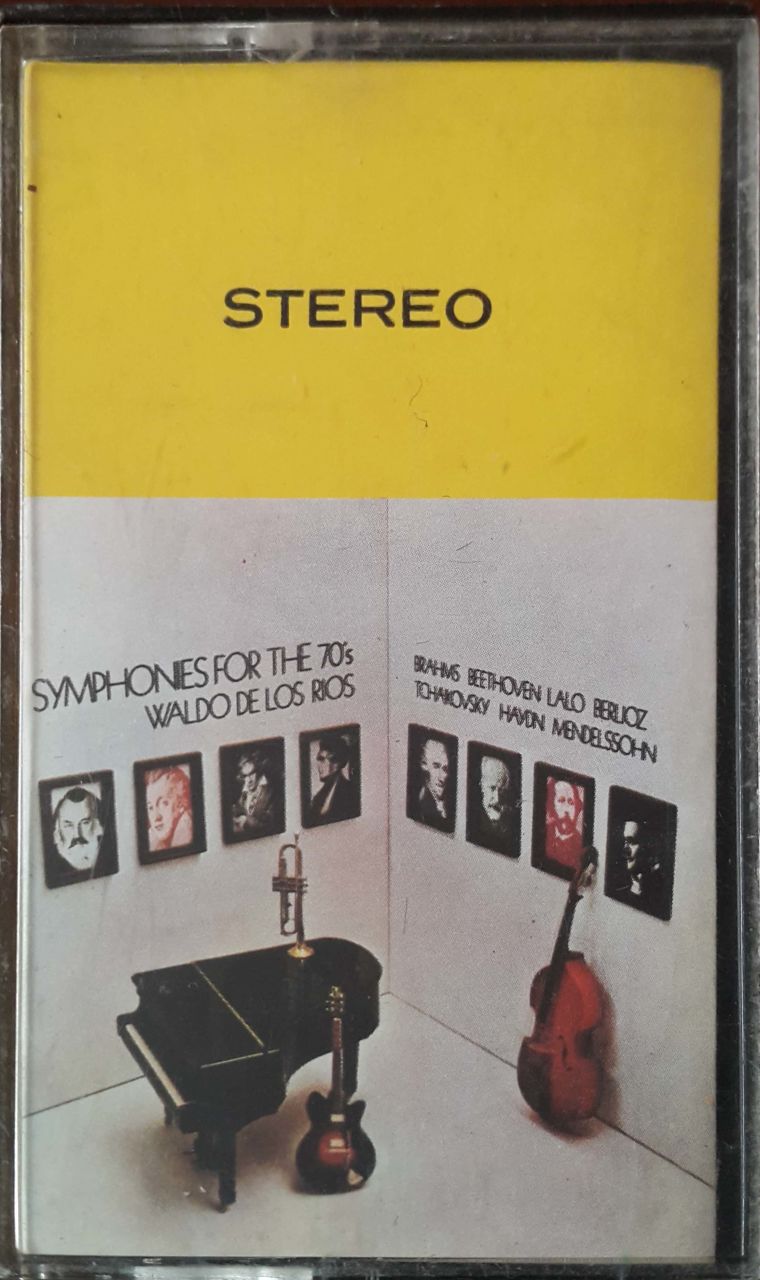 STEREO
SYMPHONIES FOR THE 70's
WALDO DE LOS RIOS
BRAHMS BEETHOVEN LALO BERLIOZ
TCHAIKOVSKY HAYDN MENDELSSOHN